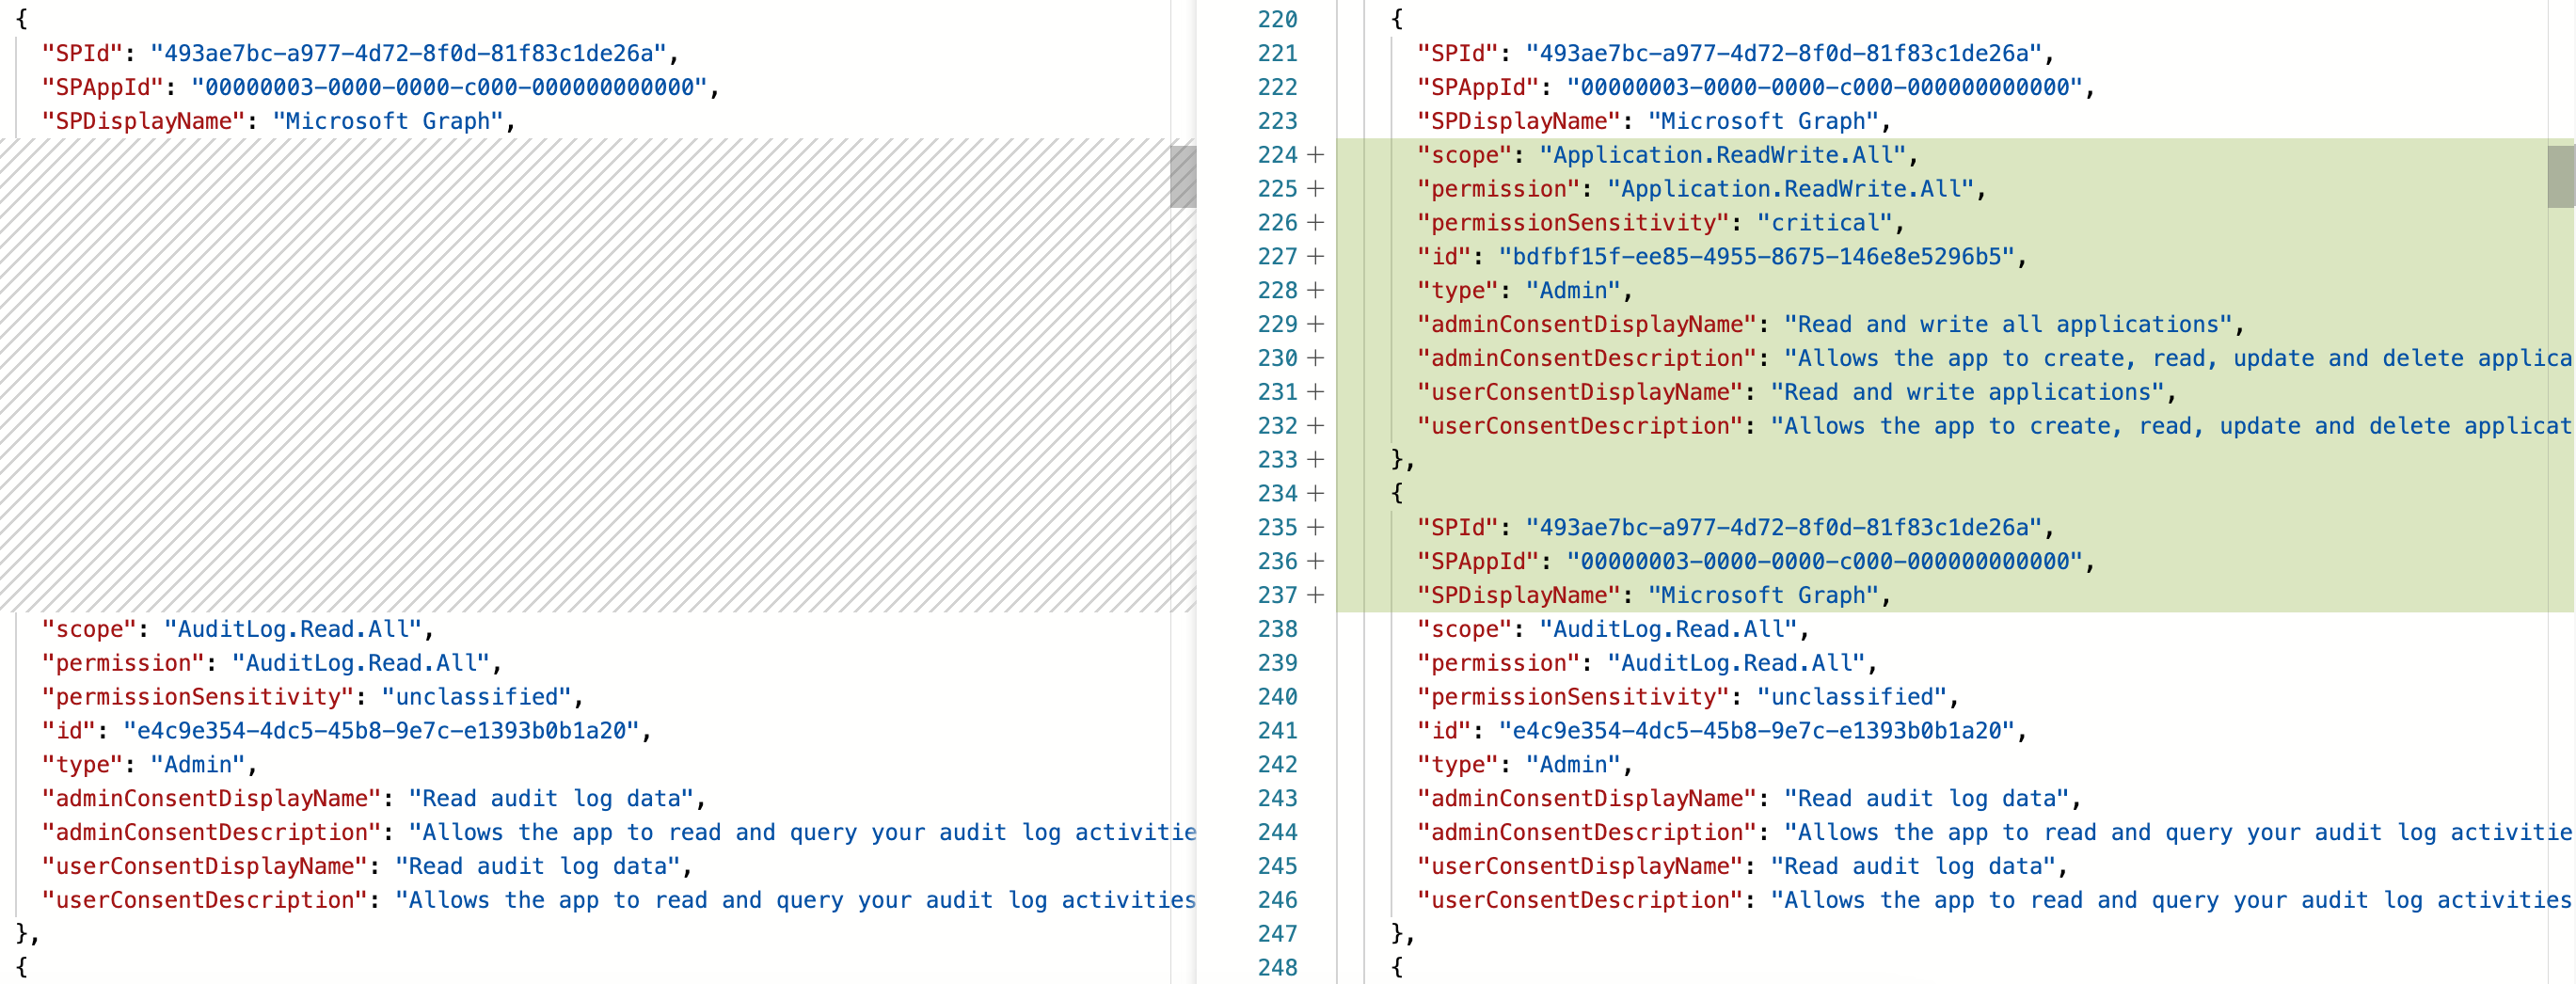 {
"SPId": "493ae7bc-a977-4d72-8f0d-81f83c1de26a",
"SPAppId": "00000003-0000-0000-c000-000000000000",
"SPDisplayName": "Microsoft Graph",
"scope": "AuditLog.Read.All",
"permission": "AuditLog.Read.All",
"permissionSensitivity": "unclassified",
"id": "e4c9e354-4dc5-45b8-9e7c-e1393b0b1a20",
"type": "Admin",
"adminConsentDisplayName": "Read audit log data",
"adminConsentDescription": "Allows the app to read and query your audit log activitie
"userConsentDisplayName": "Read audit log data",
"userConsentDescription": "Allows the app to read and query your audit log activities
},
{
220 {
221 "SPId": "493ae7bc-a977-4d72-8f0d-81f83c1de26a",
222 "SPAppId": "00000003-0000-0000-c000-000000000000",
223 "SPDisplayName": "Microsoft Graph",
224 + "scope": "Application.ReadWrite.All",
225 + "permission": "Application.ReadWrite.All",
226 + "permissionSensitivity": "critical",
227 + "id": "bdfbf15f-ee85-4955-8675-146e8e5296b5",
228 + "type": "Admin",
229 + "adminConsentDisplayName": "Read and write all applications",
230 + "adminConsentDescription": "Allows the app to create, read, update and delete applica
231 + "userConsentDisplayName": "Read and write applications",
232 + "userConsentDescription": "Allows the app to create, read, update and delete applicat
233 + },
234 + {
235 + "SPId": "493ae7bc-a977-4d72-8f0d-81f83c1de26a",
236 + "SPAppId": "00000003-0000-0000-c000-000000000000",
237 + "SPDisplayName": "Microsoft Graph",
238 "scope": "AuditLog.Read.All",
239 "permission": "AuditLog.Read.All",
240 "permissionSensitivity": "unclassified",
241 "id": "e4c9e354-4dc5-45b8-9e7c-e1393b0b1a20",
242 "type": "Admin",
243 "adminConsentDisplayName": "Read audit log data",
244 "adminConsentDescription": "Allows the app to read and query your audit log activitie
245 "userConsentDisplayName": "Read audit log data",
246 "userConsentDescription": "Allows the app to read and query your audit log activities
247 },
248 {